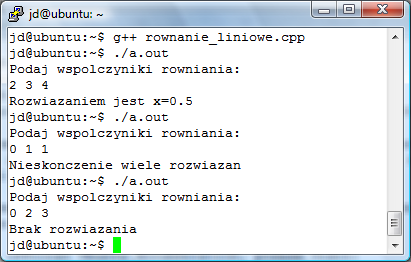 jd@ubuntu: ~
jd@ubuntu:~$ g++ rownanie_liniowe.cpp
jd@ubuntu:~$ ./a.out
Podaj wspolczyniki rowniania:
2 3 4
Rozwiazaniem jest x=0.5
jd@ubuntu:~$ ./a.out
Podaj wspolczyniki rowniania:
0 1 1
Nieskonczenie wiele rozwiazan
jd@ubuntu:~$ ./a.out
Podaj wspolczyniki rowniania:
0 2 3
Brak rozwiazania
jd@ubuntu:~$